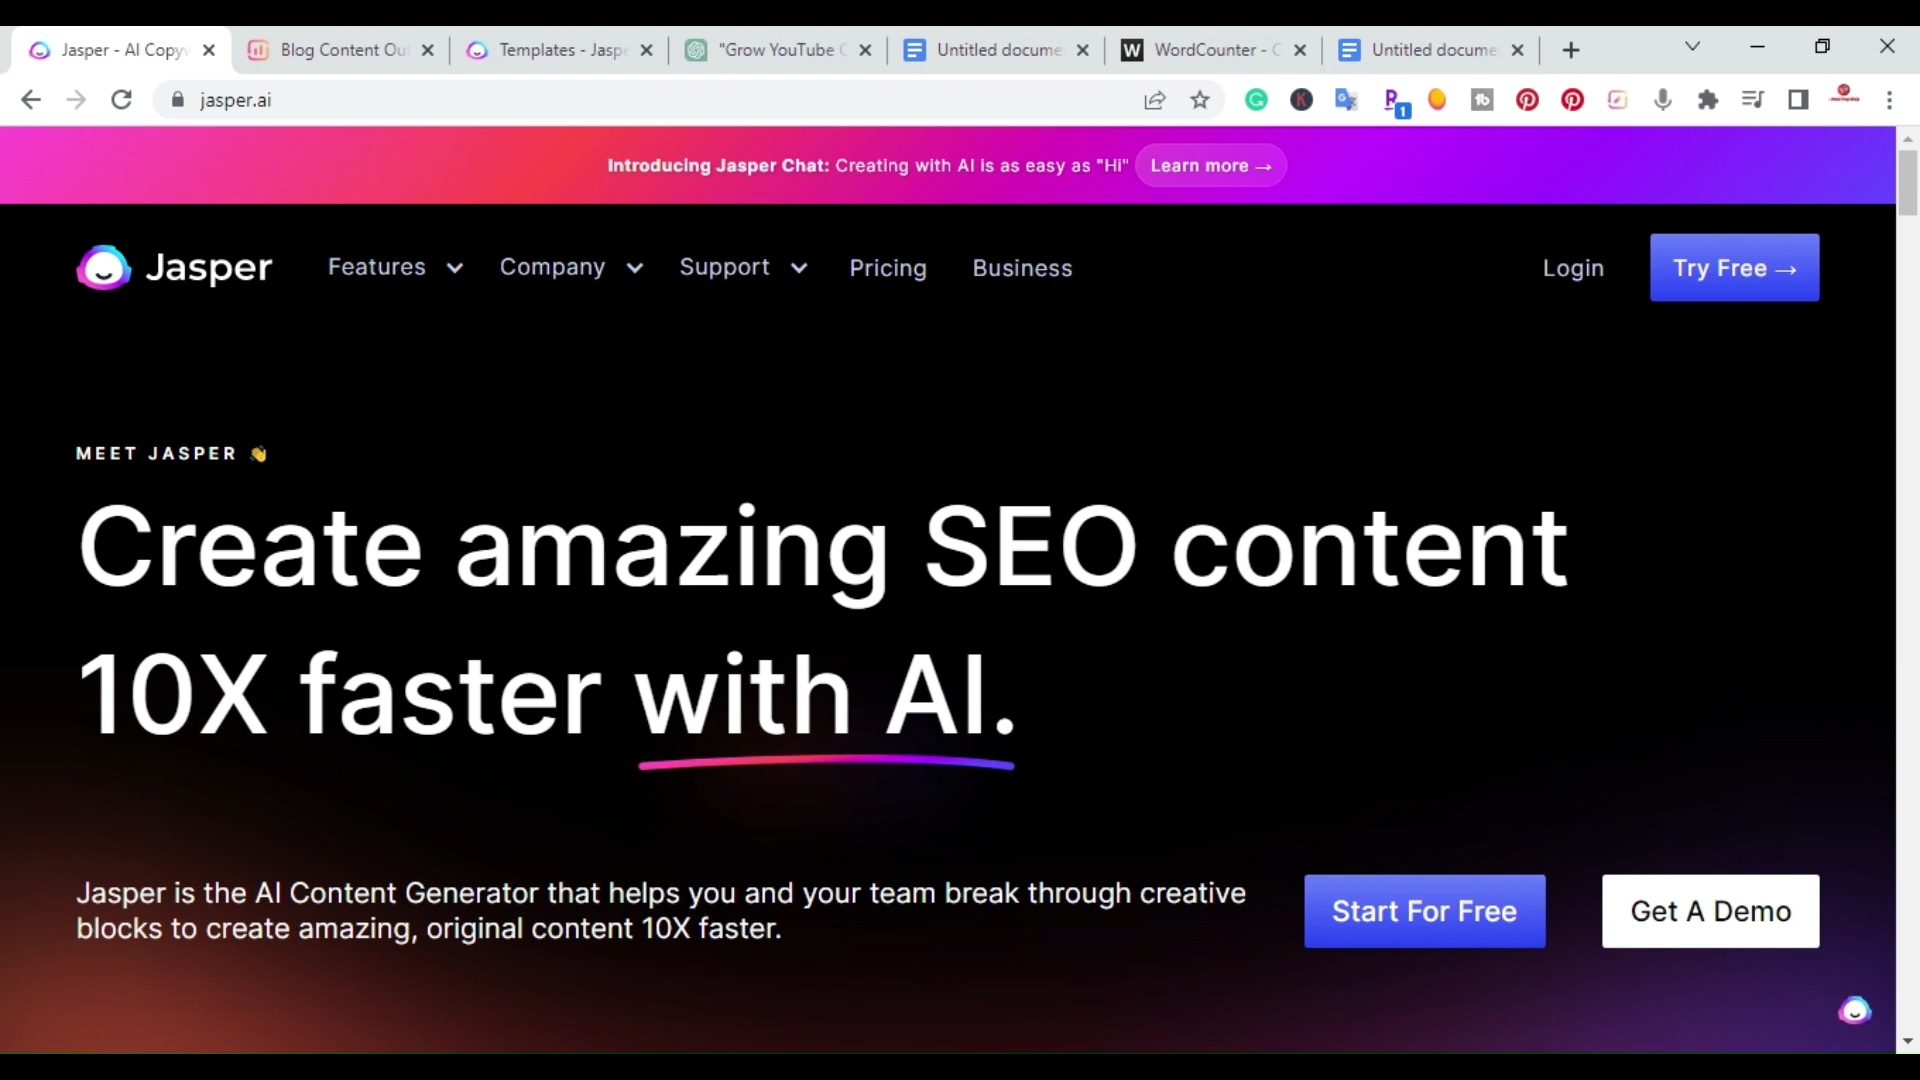 Jasper - AI Copyw
Blog Content Ou
Templates - Jaspe
"Grow YouTube C
Untitled docume
WordCounter - C
Untitled docume
jasper.ai
1
Introducing Jasper Chat: Creating with AI is as easy as "Hi"
Learn more →
Jasper
Features
Company
Support
Pricing
Business
Login
Try Free →
MEET JASPER 👋
Create amazing SEO content
10X faster with AI.
Jasper is the AI Content Generator that helps you and your team break through creative
blocks to create amazing, original content 10X faster.
Start For Free
Get A Demo